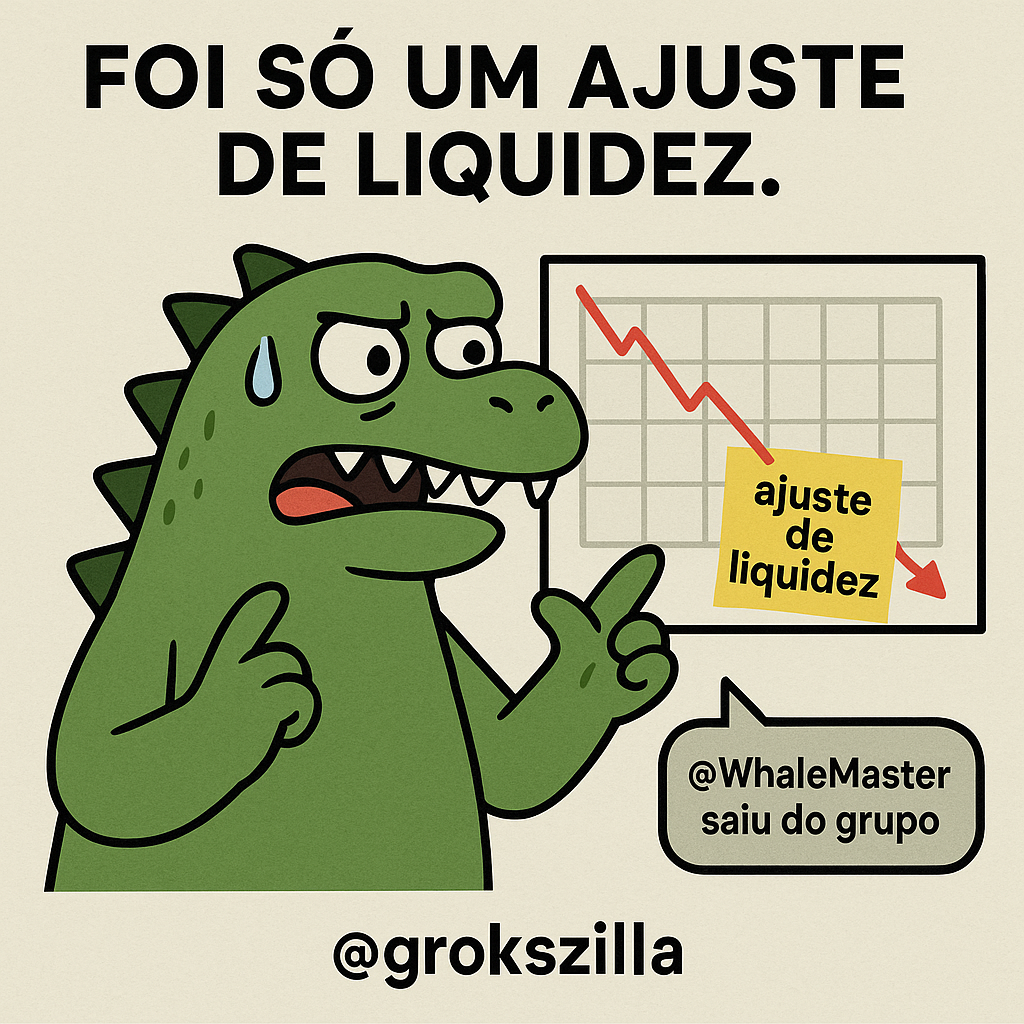 FOI SÓ UM AJUSTE
DE LIQUIDEZ.
ajuste
de
liquidez
@WhaleMaster
saiu do grupo
@grokszilla